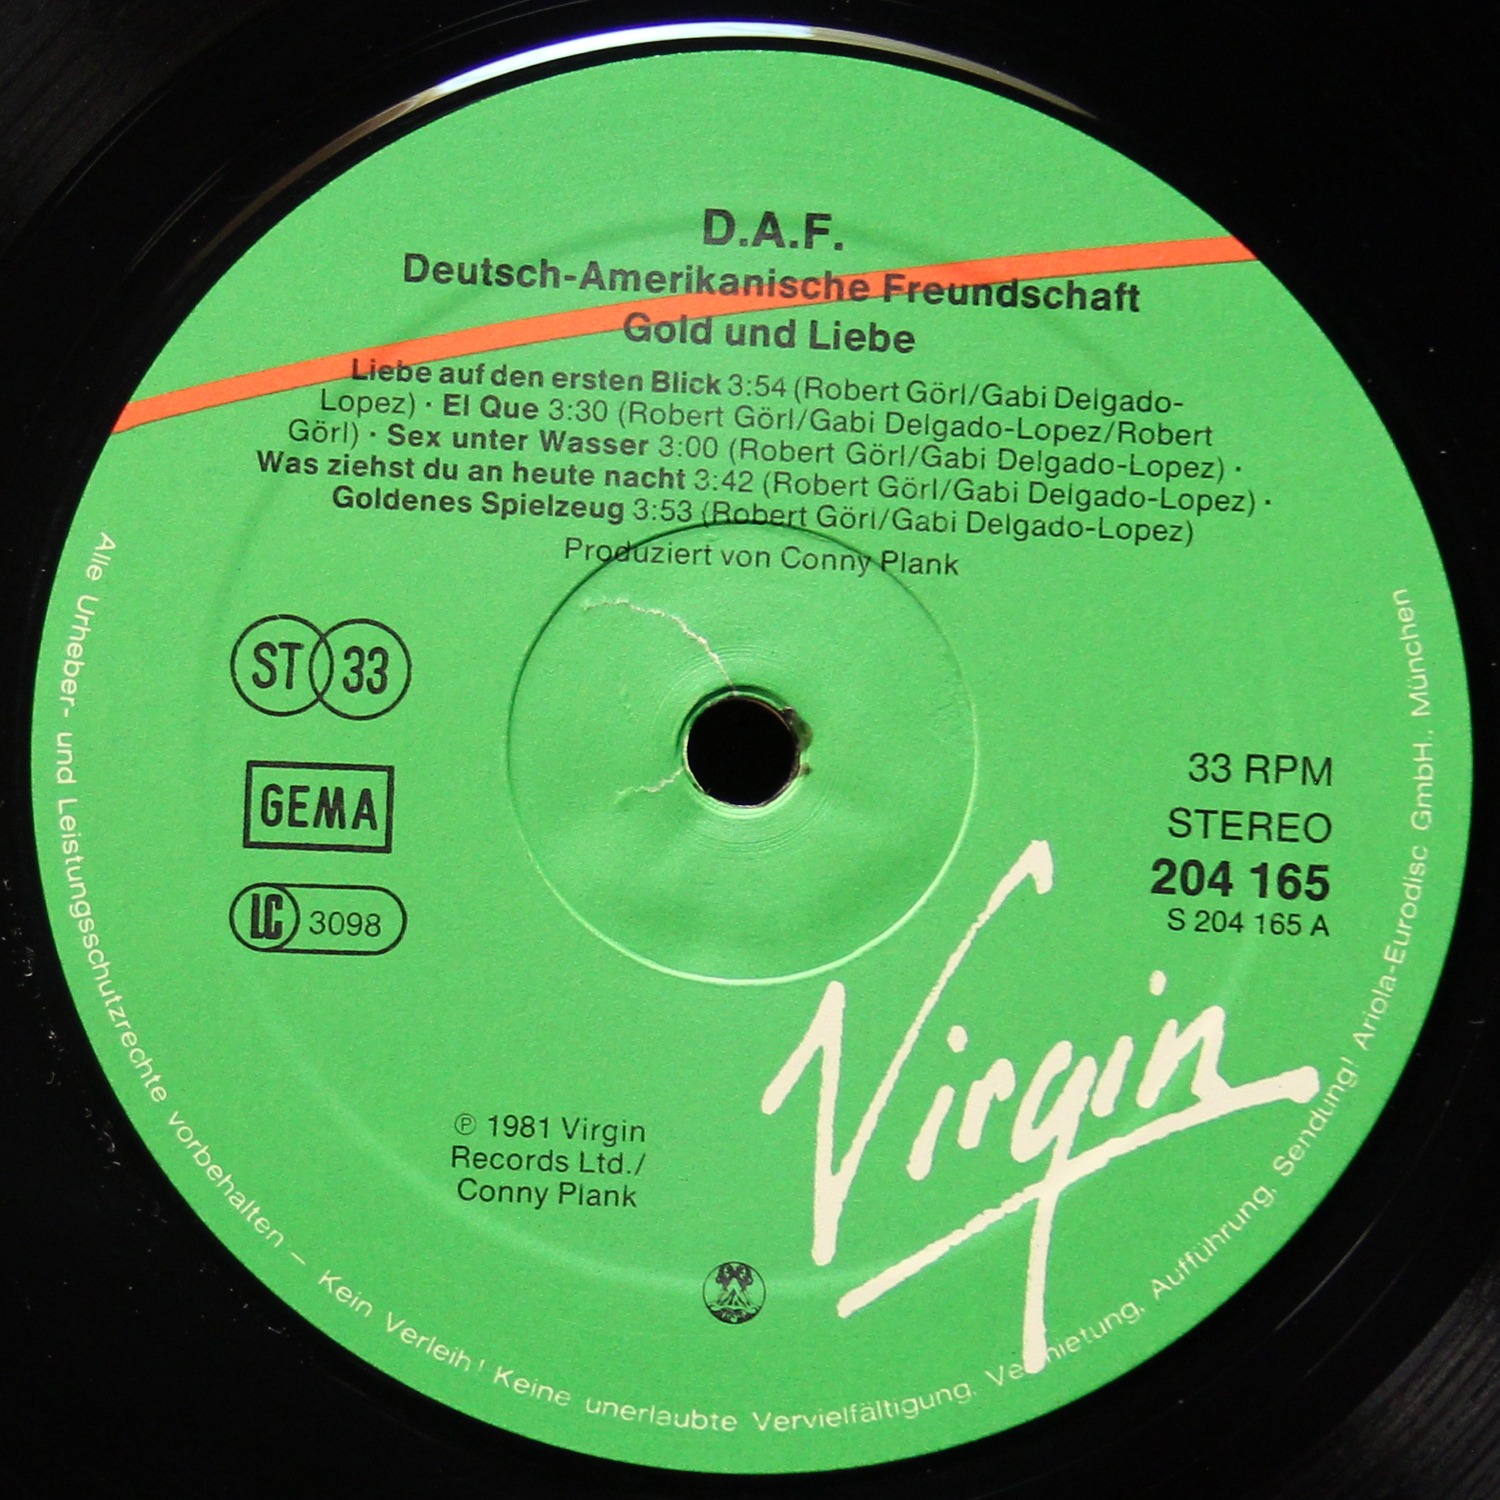 D.A.F.
Deutsch-Amerikanische Freundschaft
Gold und Liebe
Liebe auf den ersten Blick 3:54 (Robert Görl/Gabi Delgado-
Lopez) · El Que 3:30 (Robert Görl/Gabi Delgado-Lopez/Robert
Görl) · Sex unter Wasser 3:00 (Robert Görl/Gabi Delgado-Lopez) ·
Was ziehst du an heute nacht 3:42 (Robert Görl/Gabi Delgado-Lopez) ·
Goldenes Spielzeug 3:53 (Robert Görl/Gabi Delgado-Lopez)
Produziert von Conny Plank
ST 33
GEMA
LC 3098
33 RPM
STEREO
204 165
S 204 165 A
Virgin
℗ 1981 Virgin
Records Ltd./
Conny Plank
Alle Urheber- und Leistungsschutzrechte vorbehalten – Kein Verleih! Keine unerlaubte Vervielfältigung, Vermietung, Aufführung, Sendung! Ariola-Eurodisc GmbH., München